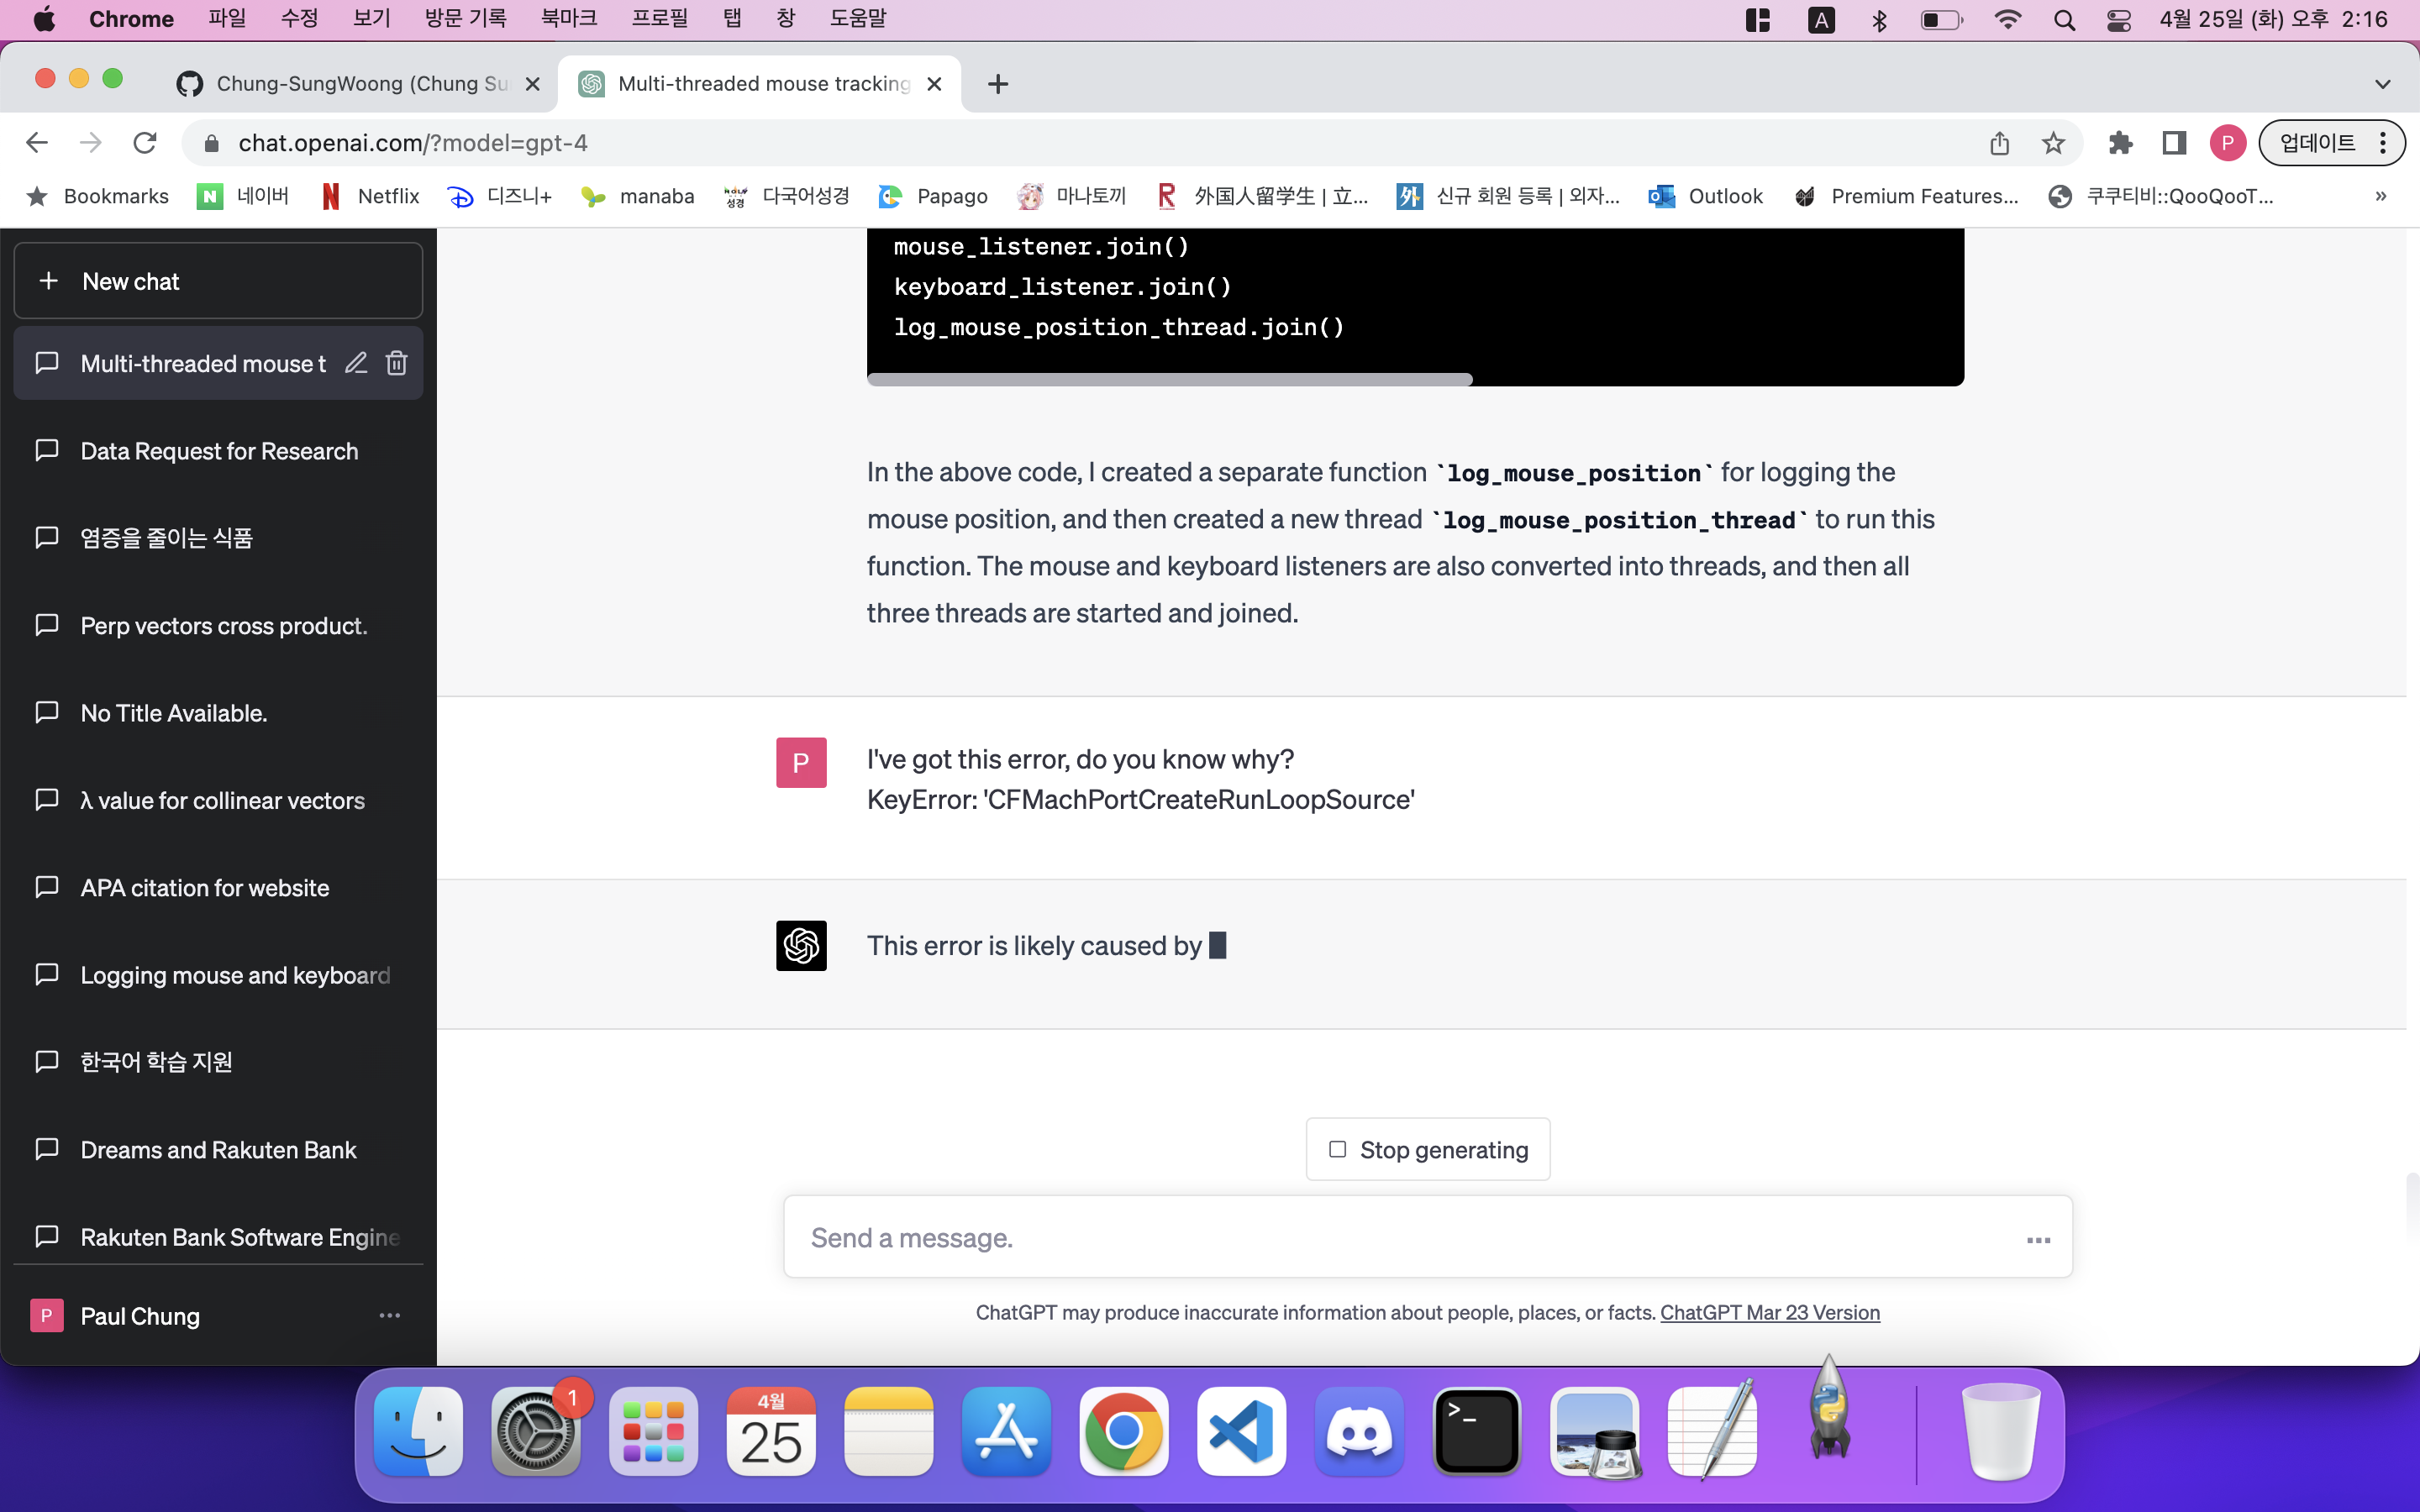 Chrome 파일 수정 보기 방문 기록 북마크 프로필 탭 창 도움말 A 4월 25일 (화) 오후 2:16
Chung-SungWoong (Chung Su
Multi-threaded mouse tracking
chat.openai.com/?model=gpt-4
P
업데이트
Bookmarks
N 네이버
N Netflix
디즈니+
manaba
성경 다국어성경
Papago
마나토끼
R 外国人留学生 | 立...
外 신규 회원 등록 | 외자...
Outlook
Premium Features...
쿠쿠티비::QooQooT...
»
New chat
Multi-threaded mouse t
Data Request for Research
염증을 줄이는 식품
Perp vectors cross product.
No Title Available.
λ value for collinear vectors
APA citation for website
Logging mouse and keyboard
한국어 학습 지원
Dreams and Rakuten Bank
Rakuten Bank Software Engine
P Paul Chung
mouse_listener.join()
keyboard_listener.join()
log_mouse_position_thread.join()
In the above code, I created a separate function `log_mouse_position` for logging the
mouse position, and then created a new thread `log_mouse_position_thread` to run this
function. The mouse and keyboard listeners are also converted into threads, and then all
three threads are started and joined.
P
I've got this error, do you know why?
KeyError: 'CFMachPortCreateRunLoopSource'
This error is likely caused by
Stop generating
Send a message.
ChatGPT may produce inaccurate information about people, places, or facts. ChatGPT Mar 23 Version
1
4월
25
>_